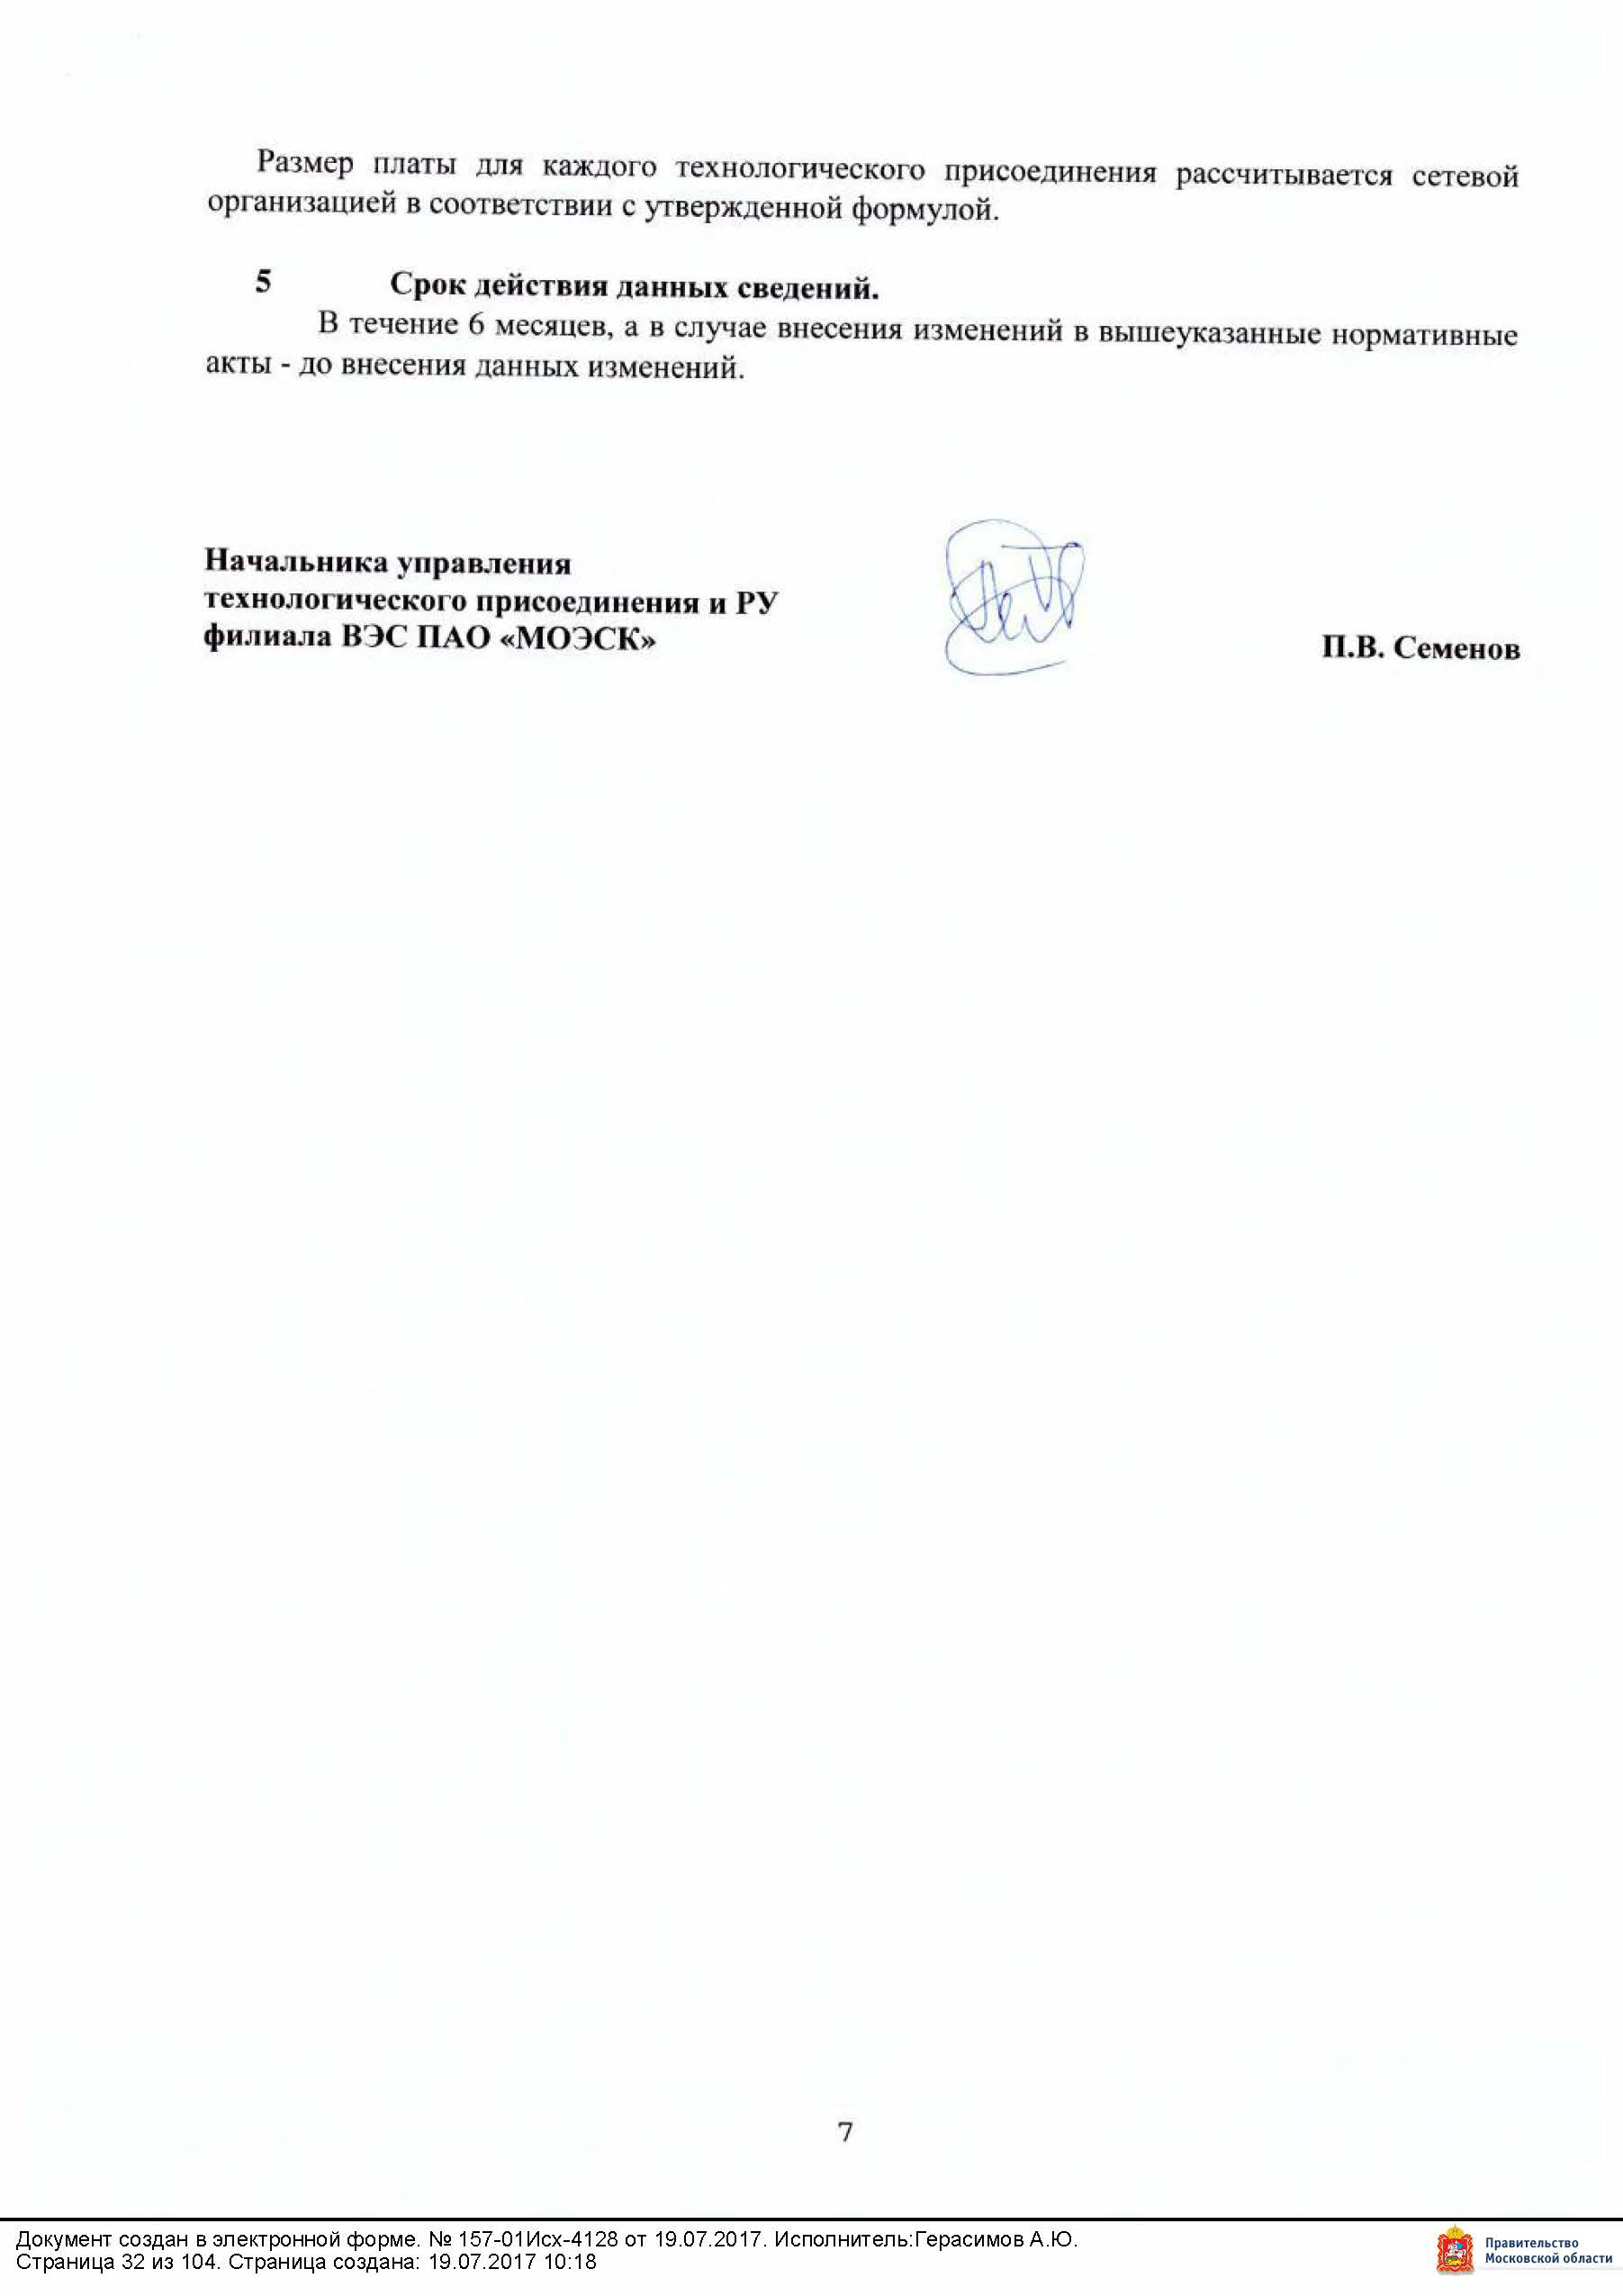 Размер платы для каждого технологического присоединения рассчитывается сетевой
организацией в соответствии с утвержденной формулой.
5 Срок действия данных сведений.
В течение 6 месяцев, а в случае внесения изменений в вышеуказанные нормативные
акты - до внесения данных изменений.
Начальника управления
технологического присоединения и РУ
филиала ВЭС ПАО «МОЭСК»
П.В. Семенов
7
Документ создан в электронной форме. № 157-01Исх-4128 от 19.07.2017. Исполнитель:Герасимов А.Ю.
Страница 32 из 104. Страница создана: 19.07.2017 10:18
Правительство
Московской области